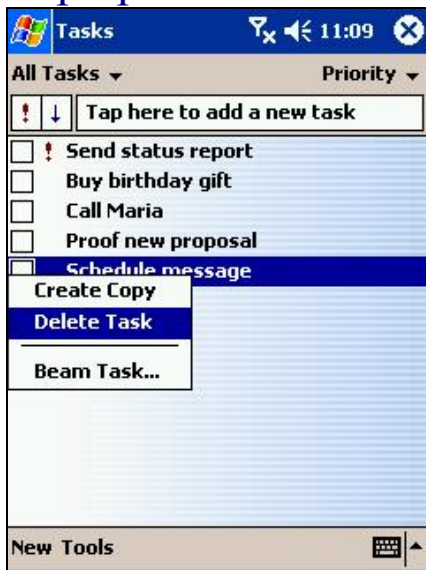 Tasks 11:09
All Tasks Priority
! ↓ Tap here to add a new task
! Send status report
Buy birthday gift
Call Maria
Proof new proposal
Schedule message
Create Copy
Delete Task
Beam Task...
New Tools